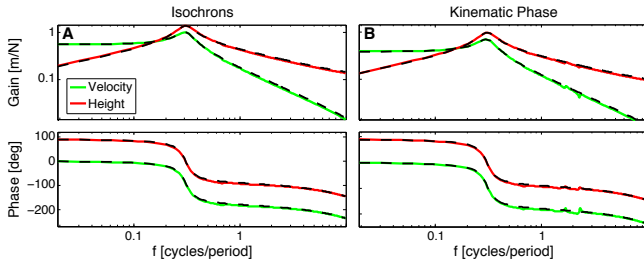 Isochrons
Kinematic Phase
A
B
Gain [m/N]
1
0.1
Velocity
Height
Phase [deg]
100
0
−100
−200
0.1
1
0.1
1
f [cycles/period]
f [cycles/period]